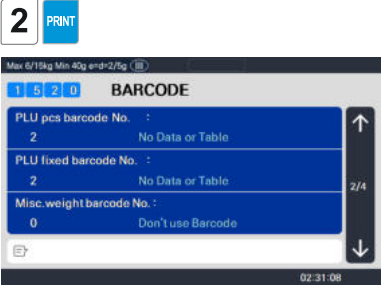 2 PRINT
Max 6/15kg Min 40g e=d=2/5g (III)
1 5 2 0 BARCODE
PLU pcs barcode No. :
2 No Data or Table
PLU fixed barcode No. :
2 No Data or Table
2/4
Misc.weight barcode No. :
0 Don't use Barcode
02:31:08